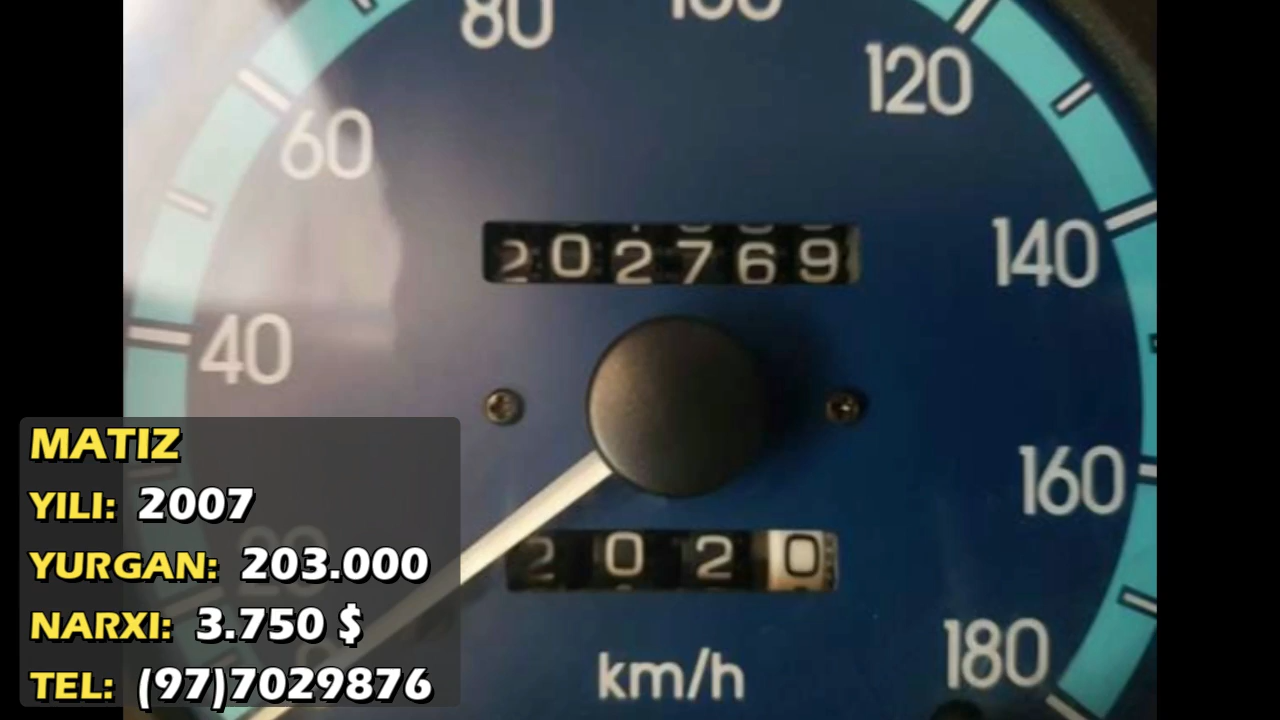 80
120
60
202769
140
40
160
2020
180
km/h
MATIZ
YILI: 2007
YURGAN: 203.000
NARXI: 3.750 $
TEL: (97)7029876